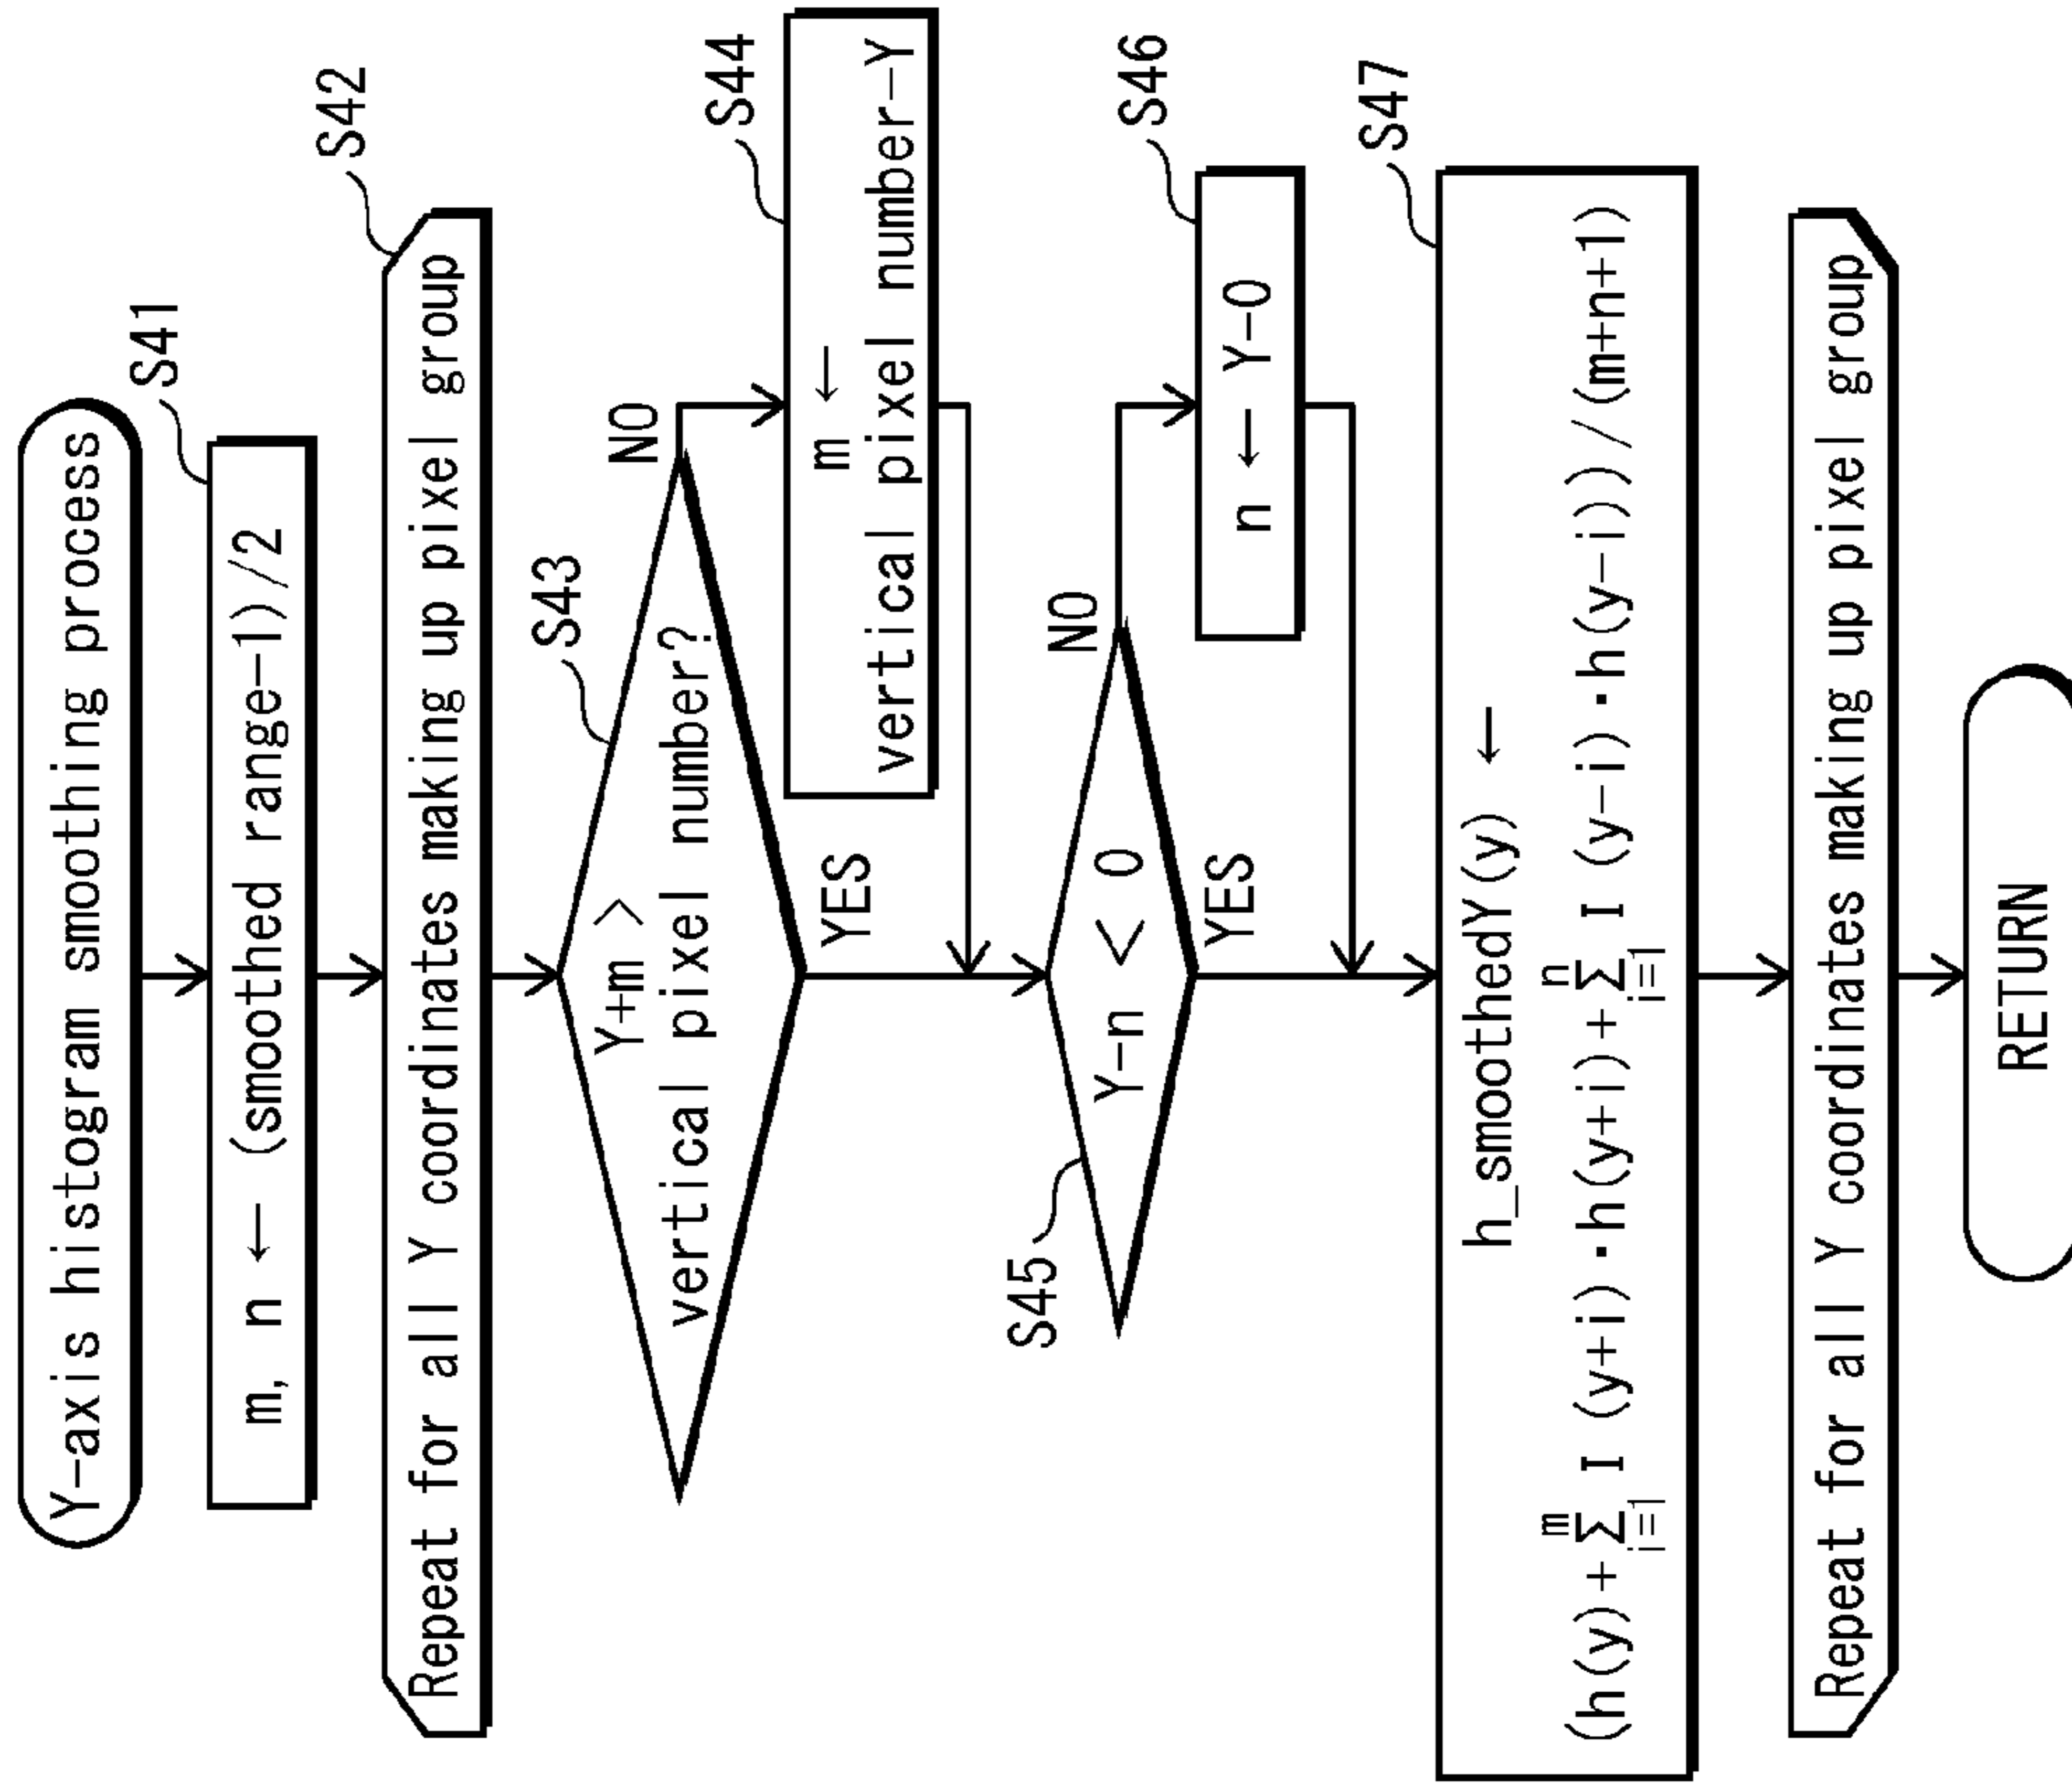 Y-axis histogram smoothing process
S41
m, n ← (smoothed range-1)/2
S42
Repeat for all Y coordinates making up pixel group
S43
Y+m >
vertical pixel number?
NO
YES
S44
m ←
vertical pixel number-Y
S45
Y-n < 0
NO
YES
S46
n ← Y-0
S47
h_smoothedY(y) ←
(h(y)+∑_{i=1}^{m} I(y+i)·h(y+i)+∑_{i=1}^{n} I(y-i)·h(y-i))/(m+n+1)
Repeat for all Y coordinates making up pixel group
RETURN